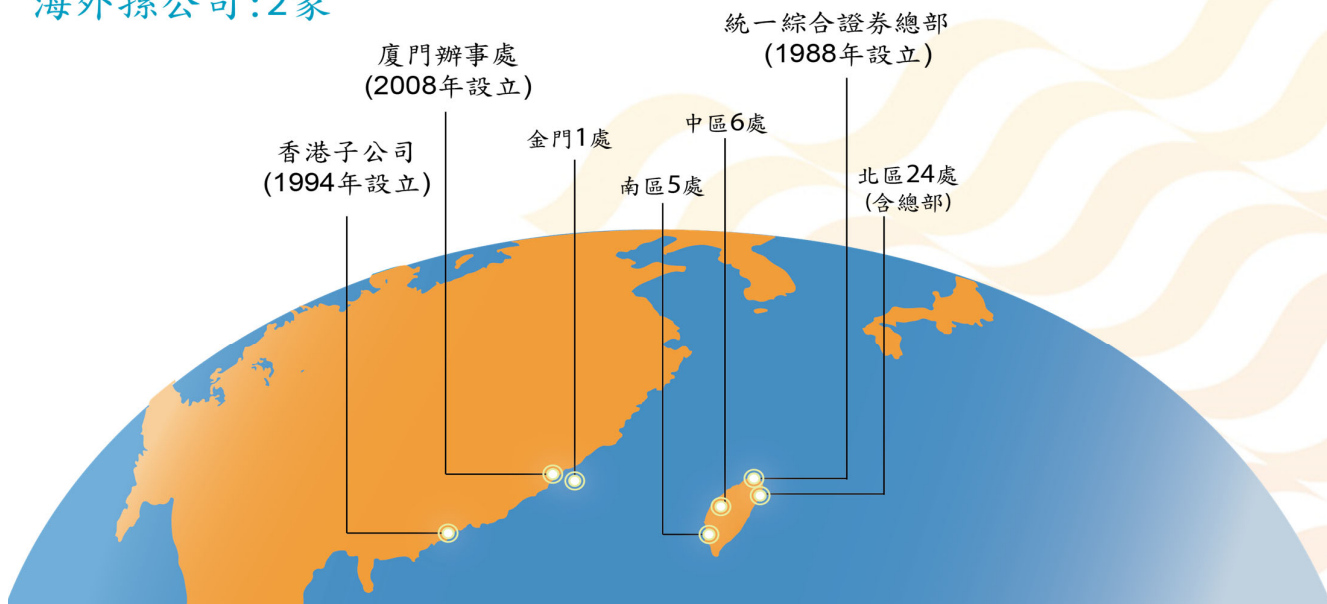 海外孫公司:2家
統一綜合證券總部
(1988年設立)
廈門辦事處
(2008年設立)
金門1處
中區6處
香港子公司
(1994年設立)
南區5處
北區24處
(含總部)